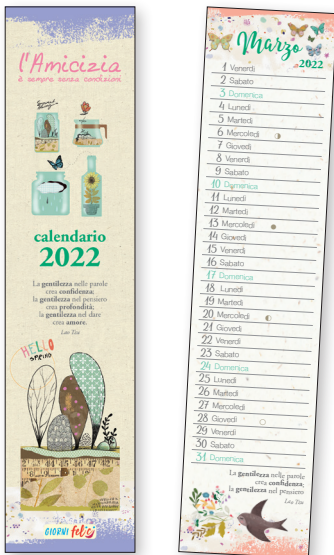 l'Amicizia
è sempre senza condizioni
calendario
2022
La gentilezza nelle parole
crea confidenza;
la gentilezza nel pensiero
crea profondità;
la gentilezza nel dare
crea amore.
Lao Tsu
HELLO
SPRING
GIORNI felici
Marzo
2022
1 Venerdì
2 Sabato
3 Domenica
4 Lunedì
5 Martedì
6 Mercoledì
7 Giovedì
8 Venerdì
9 Sabato
10 Domenica
11 Lunedì
12 Martedì
13 Mercoledì
14 Giovedì
15 Venerdì
16 Sabato
17 Domenica
18 Lunedì
19 Martedì
20 Mercoledì
21 Giovedì
22 Venerdì
23 Sabato
24 Domenica
25 Lunedì
26 Martedì
27 Mercoledì
28 Giovedì
29 Venerdì
30 Sabato
31 Domenica
La gentilezza nelle parole
crea confidenza;
la gentilezza nel pensiero
Lao Tsu